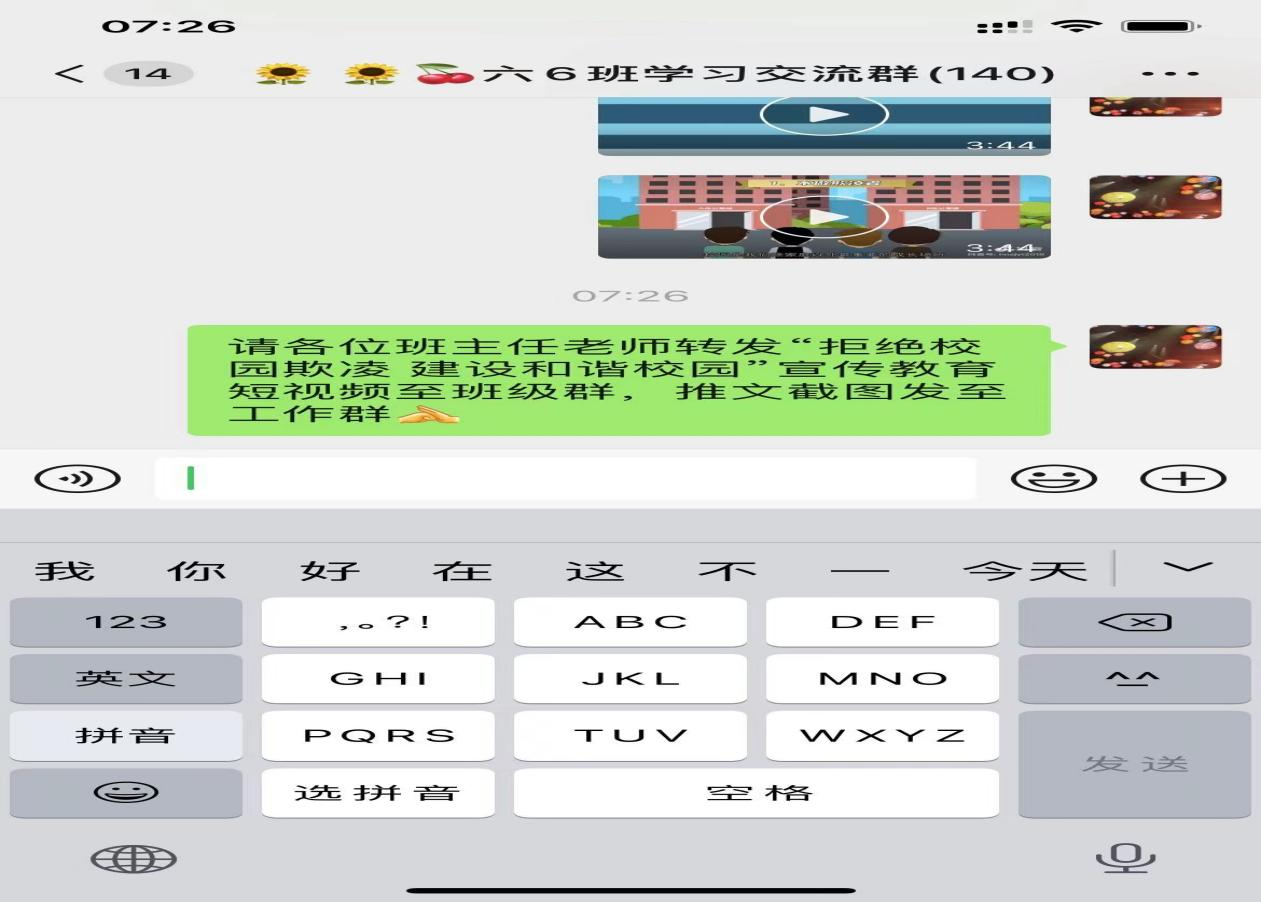 07:26
14
六6班学习交流群(140)
3:44
3:44
07:26
请各位班主任老师转发“拒绝校
园欺凌 建设和谐校园”宣传教育
短视频至班级群，推文截图发至
工作群
我 你 好 在 这 不 一 今天
123 ,。?! ABC DEF
英文 GHI JKL MNO ^^
拼音 PQRS TUV WXYZ
发送
选拼音 空格